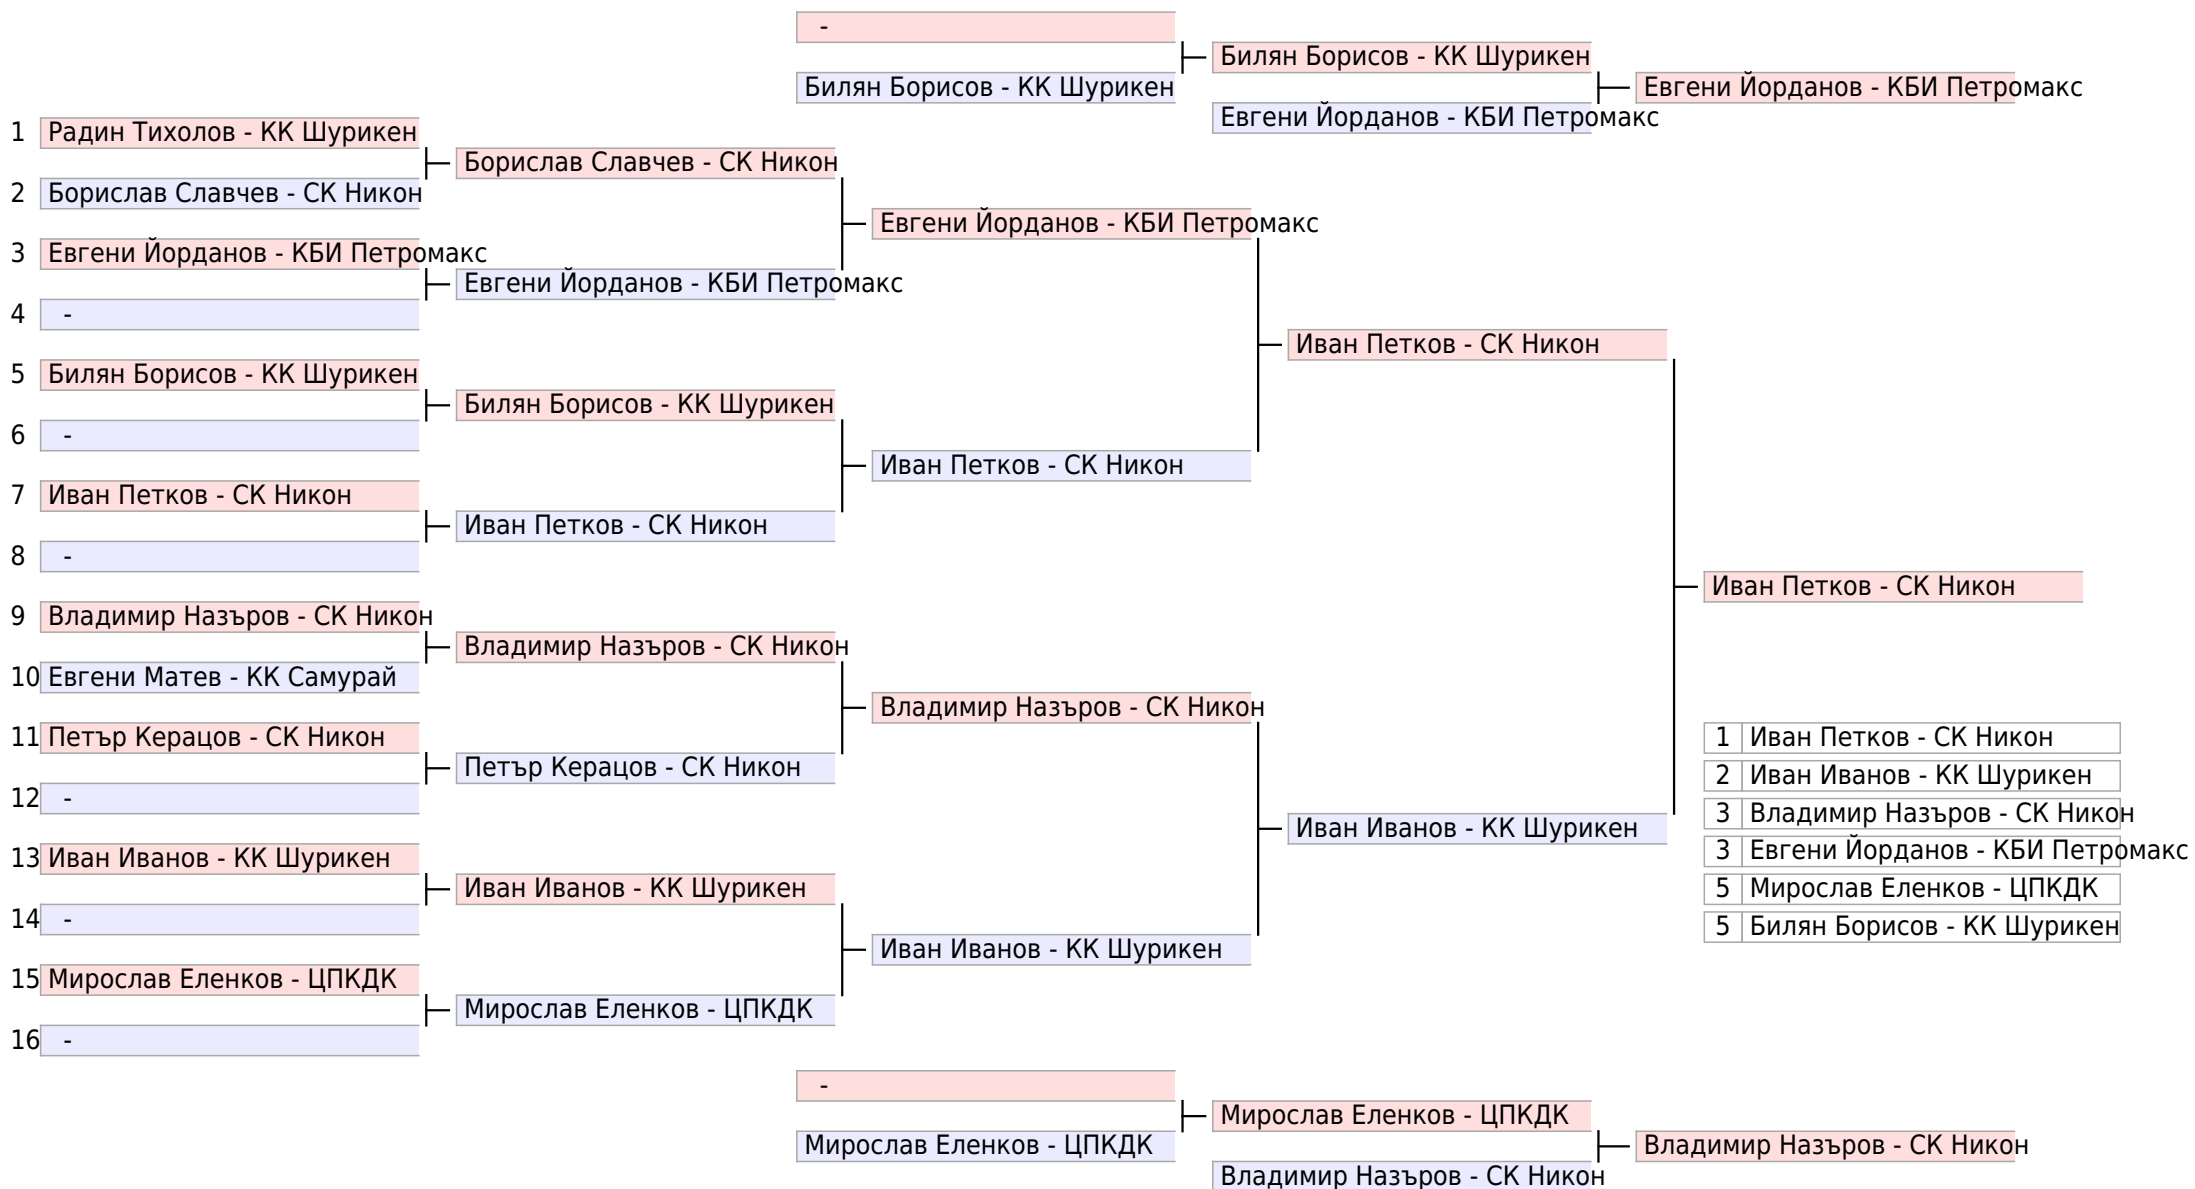 -
Билян Борисов - КК Шурикен
Билян Борисов - КК Шурикен
Евгени Йорданов - КБИ Петромакс
Евгени Йорданов - КБИ Петромакс
1 Радин Тихолов - КК Шурикен
Борислав Славчев - СК Никон
2 Борислав Славчев - СК Никон
Евгени Йорданов - КБИ Петромакс
3 Евгени Йорданов - КБИ Петромакс
Евгени Йорданов - КБИ Петромакс
4 -
Иван Петков - СК Никон
5 Билян Борисов - КК Шурикен
Билян Борисов - КК Шурикен
6 -
Иван Петков - СК Никон
7 Иван Петков - СК Никон
Иван Петков - СК Никон
8 -
Иван Петков - СК Никон
9 Владимир Назъров - СК Никон
Владимир Назъров - СК Никон
10 Евгени Матев - КК Самурай
Владимир Назъров - СК Никон
11 Петър Керацов - СК Никон
Петър Керацов - СК Никон
12 -
Иван Иванов - КК Шурикен
13 Иван Иванов - КК Шурикен
Иван Иванов - КК Шурикен
14 -
Иван Иванов - КК Шурикен
15 Мирослав Еленков - ЦПКДК
Мирослав Еленков - ЦПКДК
16 -
1 Иван Петков - СК Никон
2 Иван Иванов - КК Шурикен
3 Владимир Назъров - СК Никон
3 Евгени Йорданов - КБИ Петромакс
5 Мирослав Еленков - ЦПКДК
5 Билян Борисов - КК Шурикен
-
Мирослав Еленков - ЦПКДК
Мирослав Еленков - ЦПКДК
Владимир Назъров - СК Никон
Владимир Назъров - СК Никон